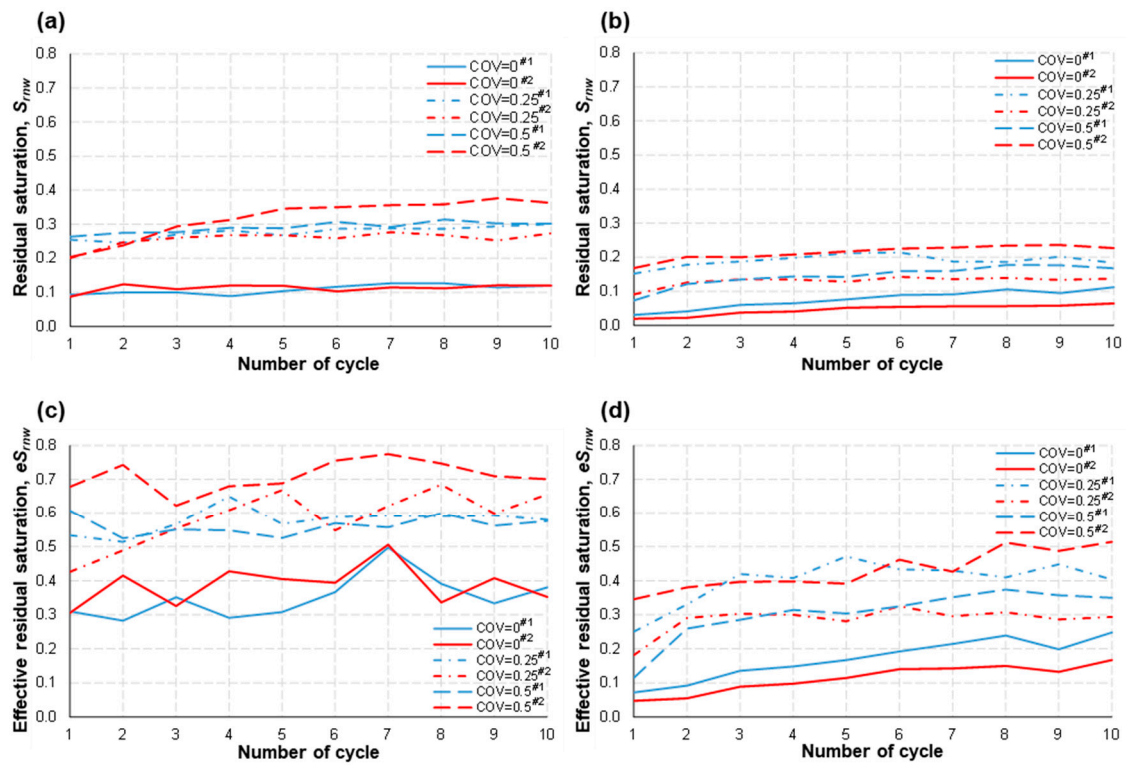 (a)
0.8
0.7
0.6
0.5
0.4
0.3
0.2
0.1
0.0
Residual saturation, Srnw
COV=0#1
COV=0#2
COV=0.25#1
COV=0.25#2
COV=0.5#1
COV=0.5#2
1 2 3 4 5 6 7 8 9 10
Number of cycle
(b)
0.8
0.7
0.6
0.5
0.4
0.3
0.2
0.1
0.0
Residual saturation, Srnw
COV=0#1
COV=0#2
COV=0.25#1
COV=0.25#2
COV=0.5#1
COV=0.5#2
1 2 3 4 5 6 7 8 9 10
Number of cycle
(c)
0.8
0.7
0.6
0.5
0.4
0.3
0.2
0.1
0.0
Effective residual saturation, eSrnw
COV=0#1
COV=0#2
COV=0.25#1
COV=0.25#2
COV=0.5#1
COV=0.5#2
1 2 3 4 5 6 7 8 9 10
Number of cycle
(d)
0.8
0.7
0.6
0.5
0.4
0.3
0.2
0.1
0.0
Effective residual saturation, eSrnw
COV=0#1
COV=0#2
COV=0.25#1
COV=0.25#2
COV=0.5#1
COV=0.5#2
1 2 3 4 5 6 7 8 9 10
Number of cycle